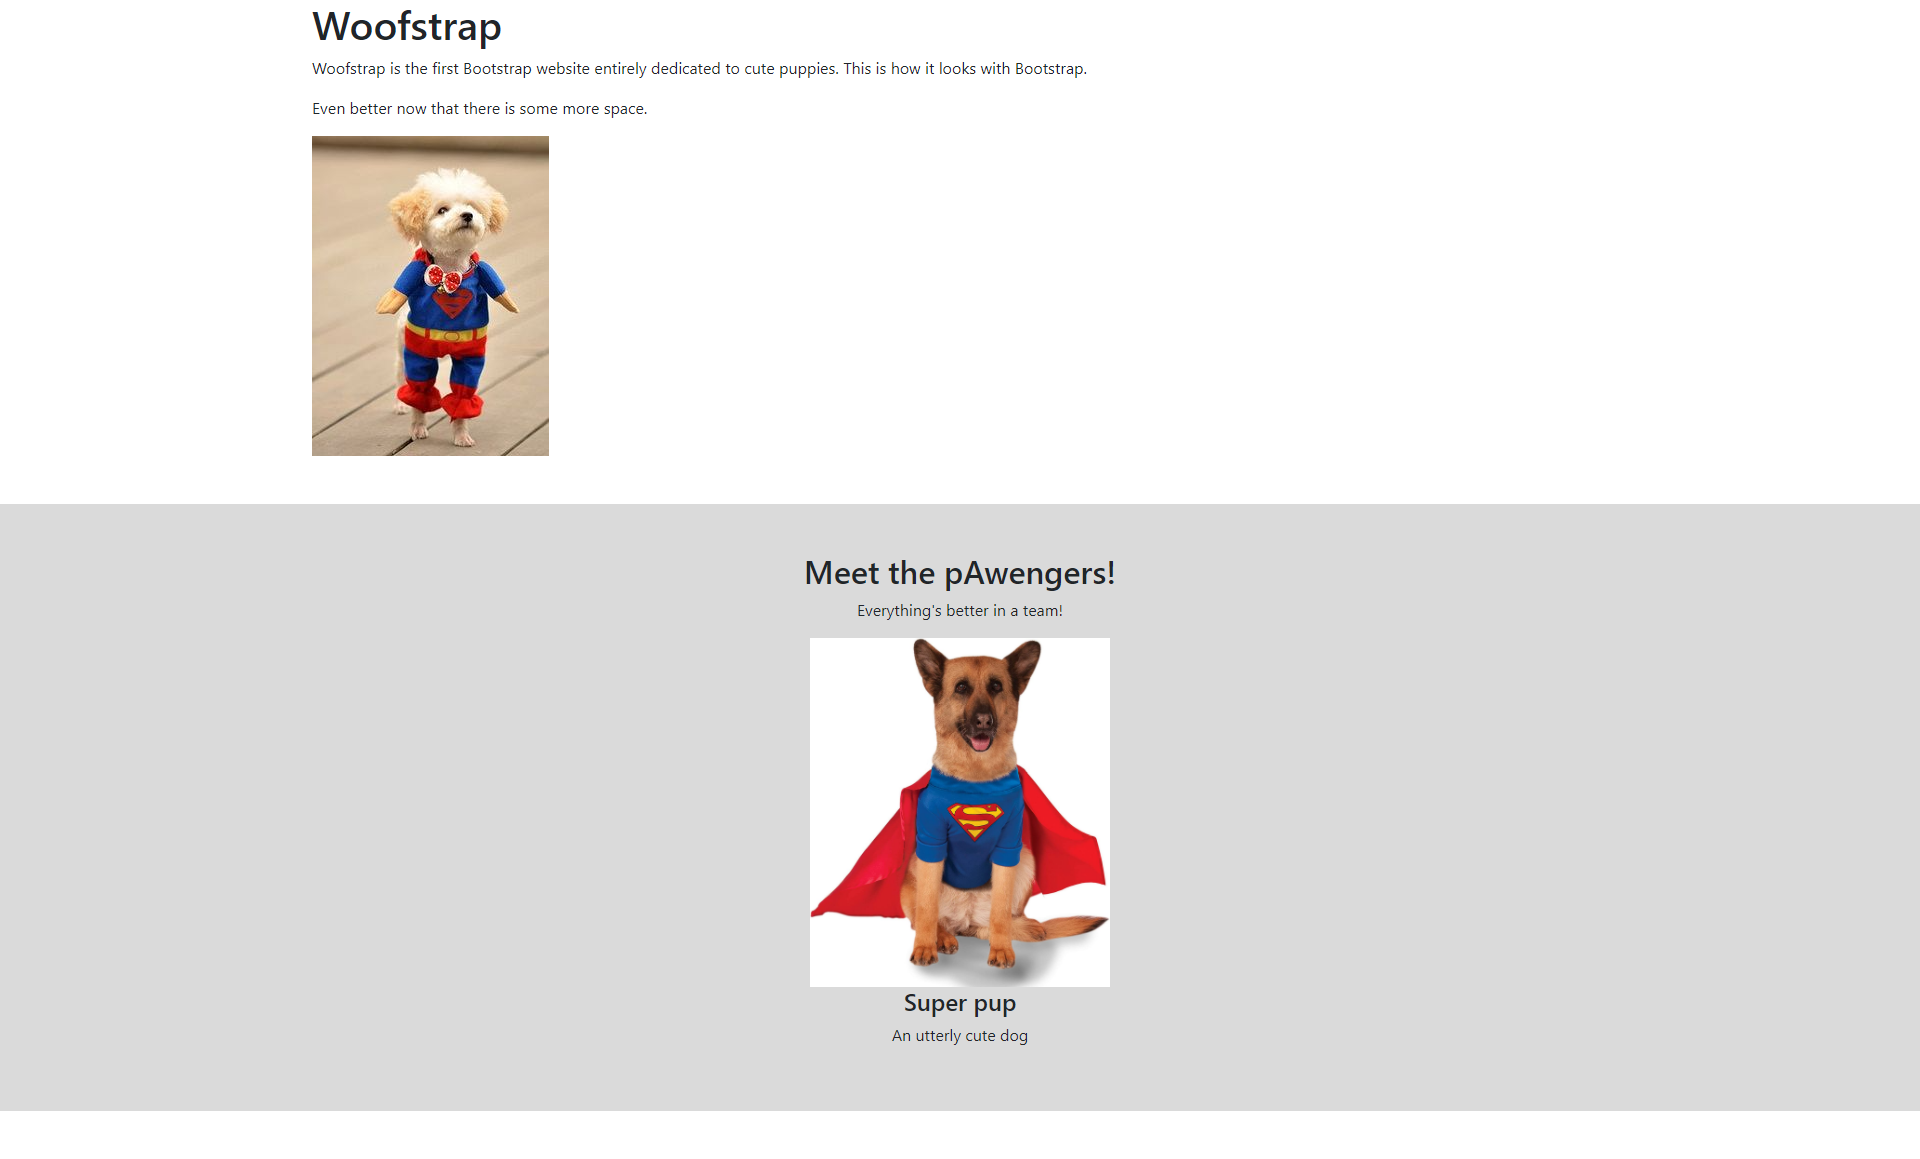 Woofstrap
Woofstrap is the first Bootstrap website entirely dedicated to cute puppies. This is how it looks with Bootstrap.
Even better now that there is some more space.
Meet the pAwengers!
Everything's better in a team!
Super pup
An utterly cute dog